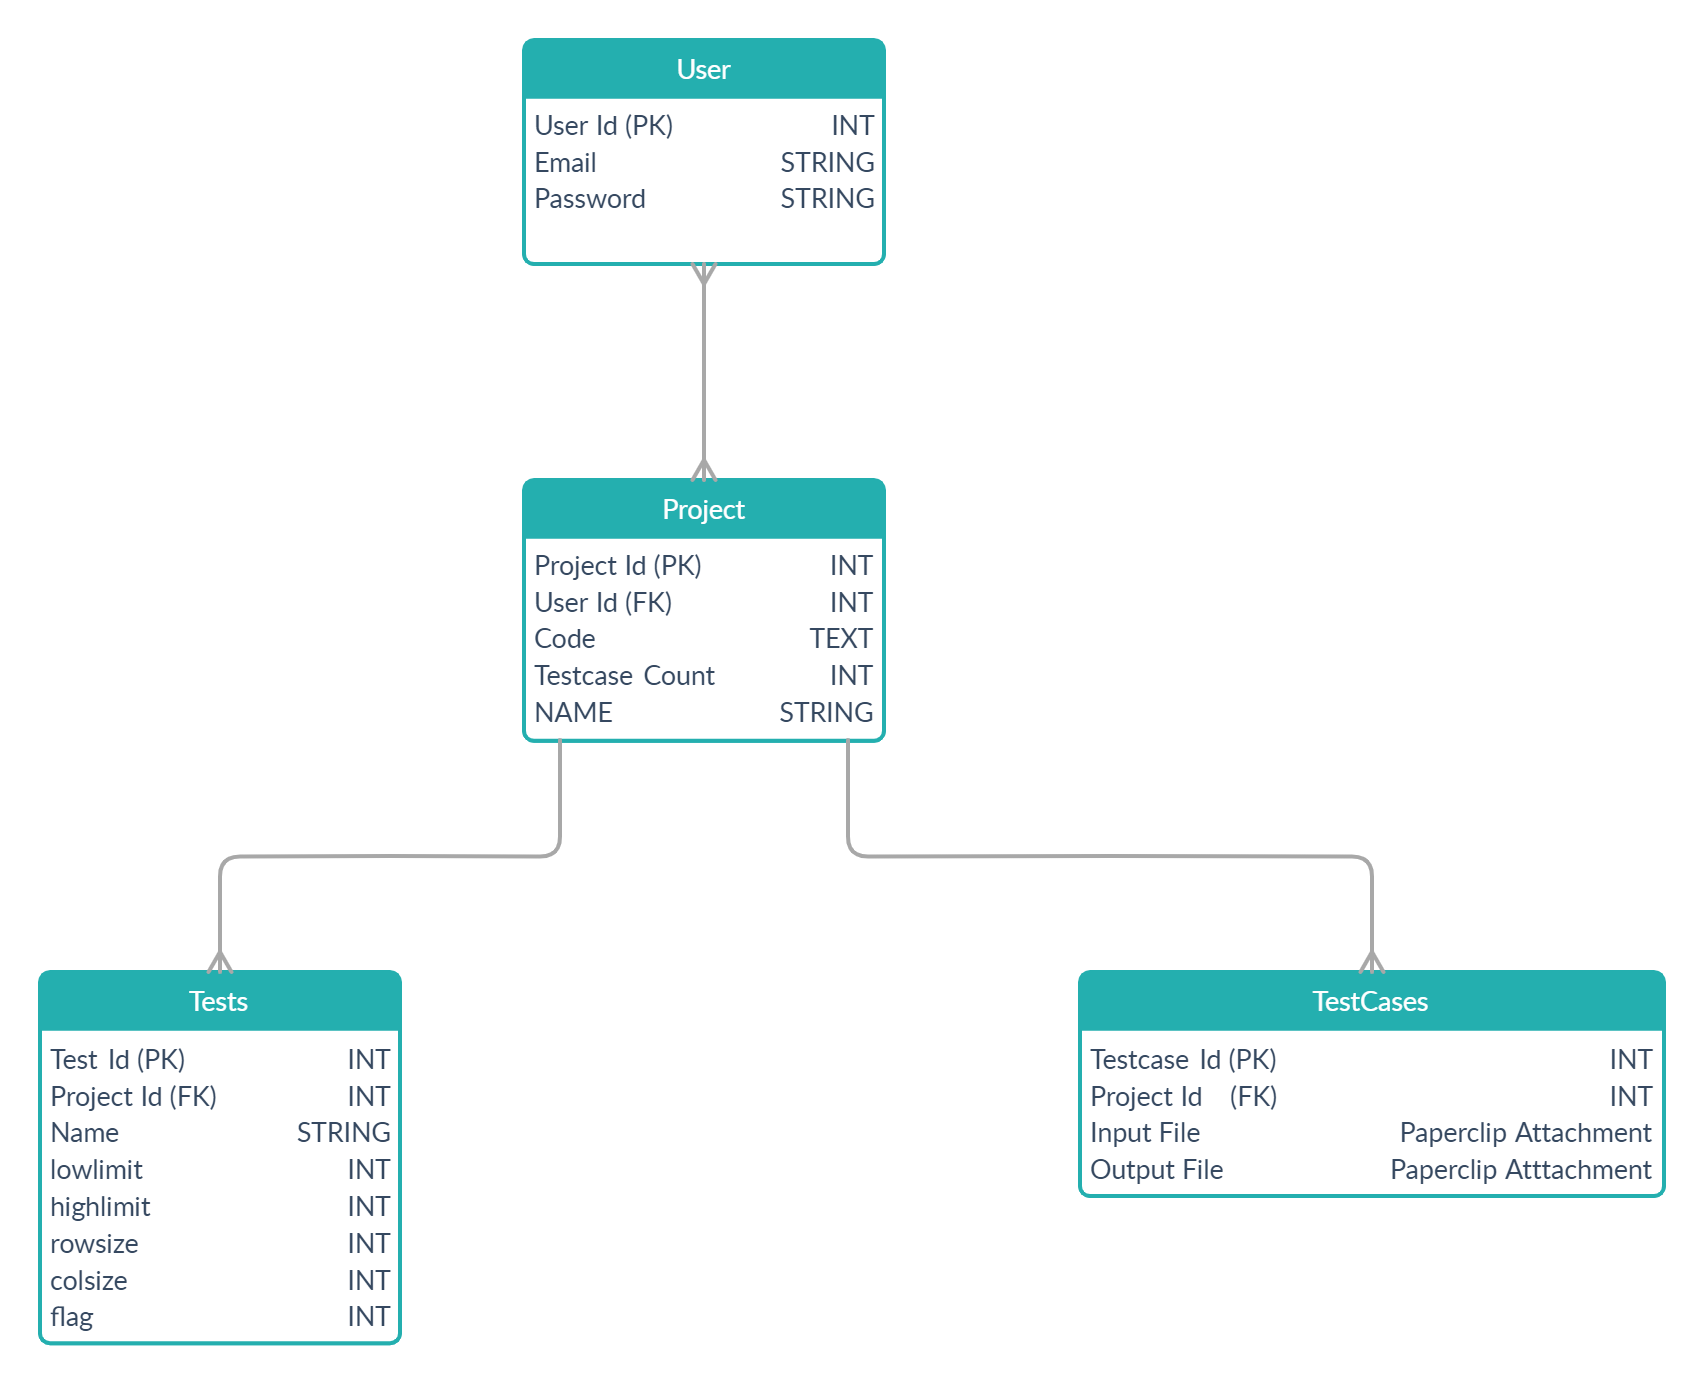 User
User Id (PK) INT
Email STRING
Password STRING
Project
Project Id (PK) INT
User Id (FK) INT
Code TEXT
Testcase Count INT
NAME STRING
Tests
Test Id (PK) INT
Project Id (FK) INT
Name STRING
lowlimit INT
highlimit INT
rowsize INT
colsize INT
flag INT
TestCases
Testcase Id (PK) INT
Project Id (FK) INT
Input File Paperclip Attachment
Output File Paperclip Atttachment